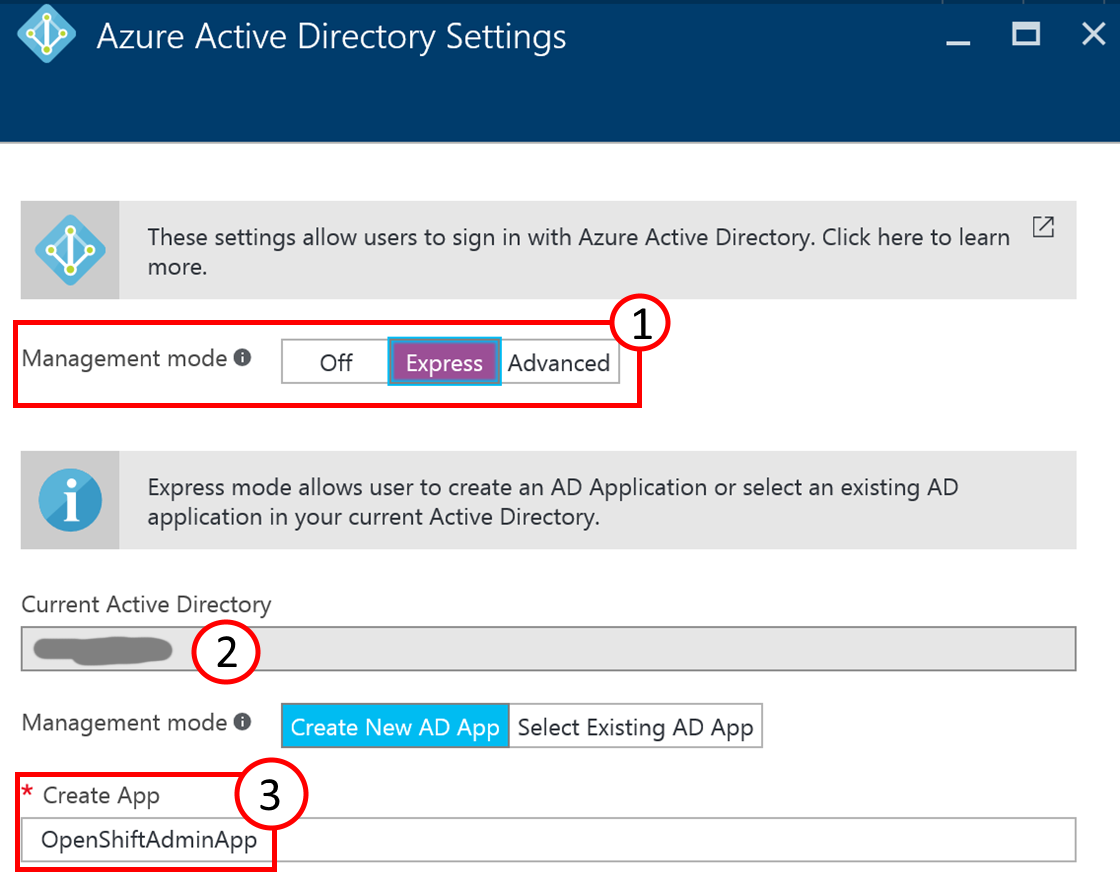 Azure Active Directory Settings
These settings allow users to sign in with Azure Active Directory. Click here to learn
more.
1
Management mode Off Express Advanced
Express mode allows user to create an AD Application or select an existing AD
application in your current Active Directory.
Current Active Directory
2
Management mode Create New AD App Select Existing AD App
* Create App 3
OpenShiftAdminApp